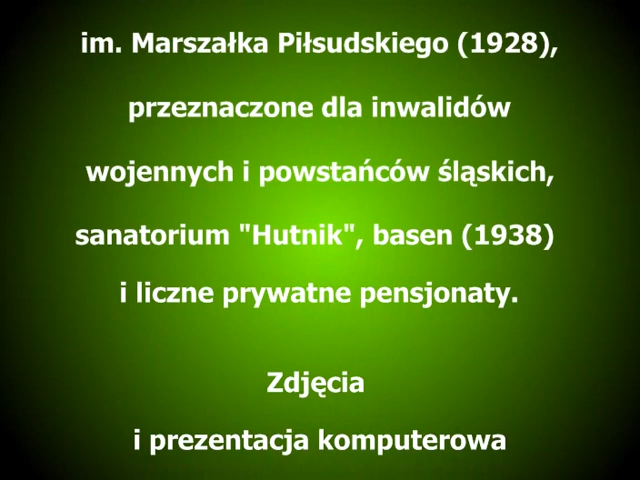 im. Marszałka Piłsudskiego (1928),
przeznaczone dla inwalidów
wojennych i powstańców śląskich,
sanatorium "Hutnik", basen (1938)
i liczne prywatne pensjonaty.
Zdjęcia
i prezentacja komputerowa